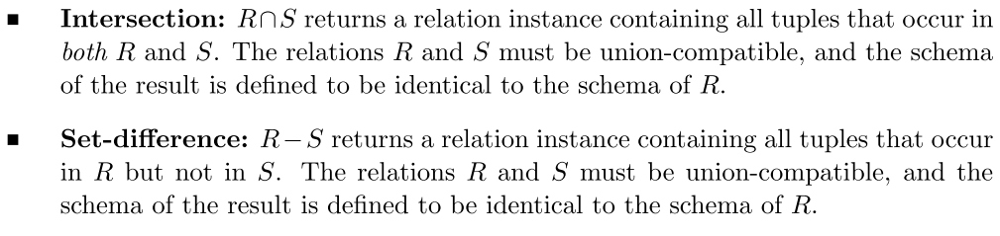 ▪ Intersection: R∩S returns a relation instance containing all tuples that occur in
both R and S. The relations R and S must be union-compatible, and the schema
of the result is defined to be identical to the schema of R.
▪ Set-difference: R−S returns a relation instance containing all tuples that occur
in R but not in S. The relations R and S must be union-compatible, and the
schema of the result is defined to be identical to the schema of R.